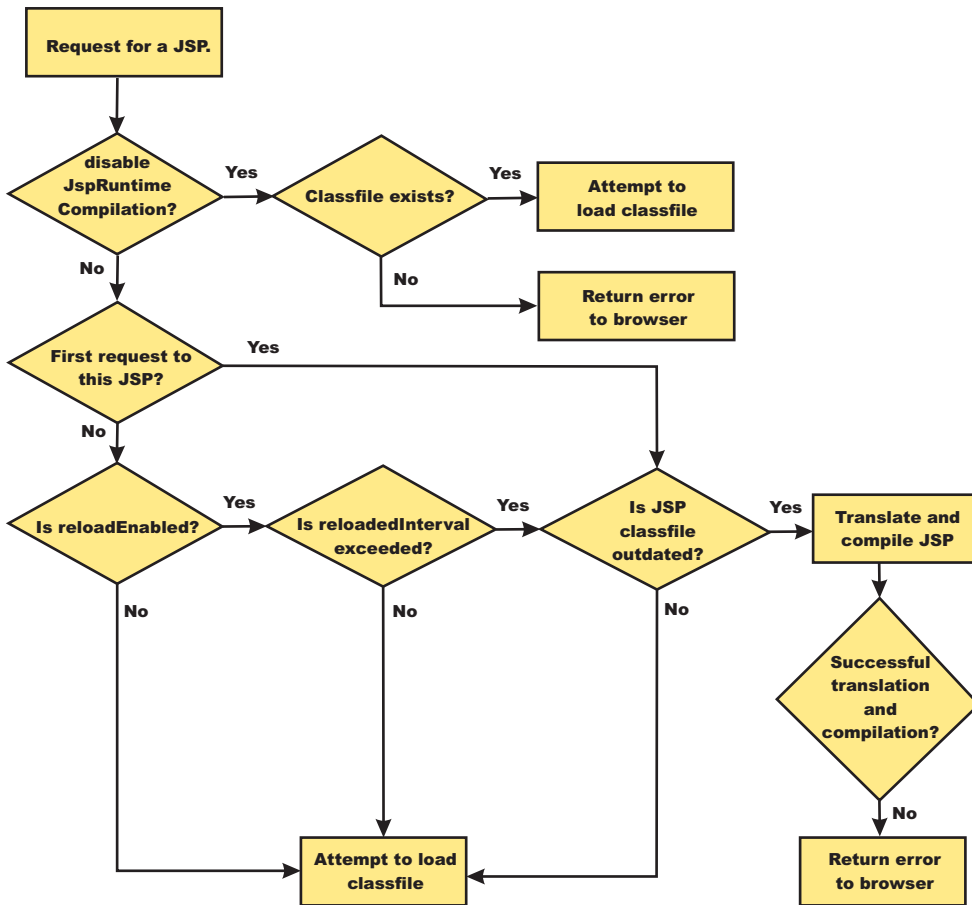 Request for a JSP.
disable
JspRuntime
Compilation?
Yes
Classfile exists?
Yes
Attempt to
load classfile
No
No
Return error
to browser
First request to
this JSP?
Yes
No
Is reloadEnabled?
Yes
Is reloadedInterval
exceeded?
Yes
Is JSP
classfile
outdated?
Yes
Translate and
compile JSP
No
No
No
Successful
translation
and
compilation?
No
Attempt to load
classfile
Return error
to browser